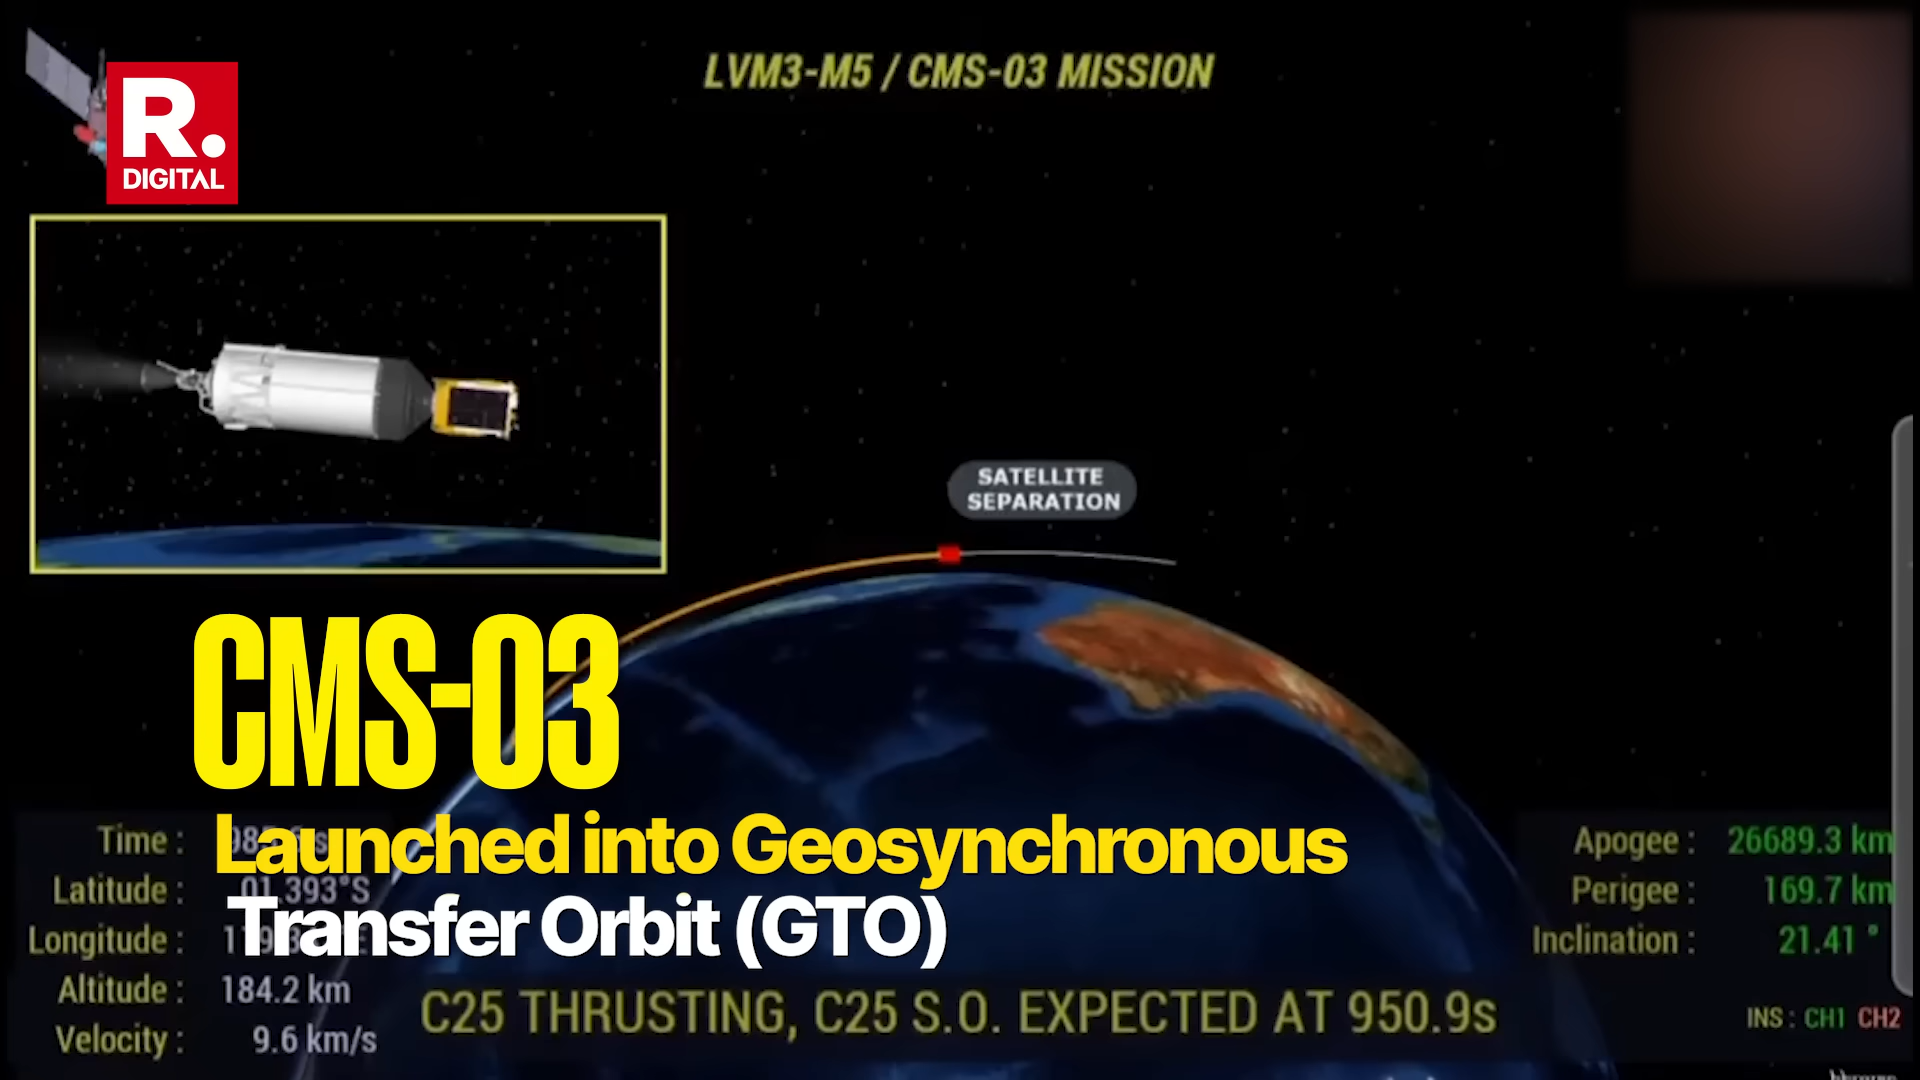 LVM3-M5 / CMS-03 MISSION
R.
DIGITAL
SATELLITE
SEPARATION
CMS-03
Launched into Geosynchronous
Transfer Orbit (GTO)
Time :
Latitude : 01.393°S
Longitude :
Altitude : 184.2 km
Velocity : 9.6 km/s
Apogee : 26689.3 km
Perigee : 169.7 km
Inclination : 21.41 °
C25 THRUSTING, C25 S.O. EXPECTED AT 950.9s
INS : CH1 CH2